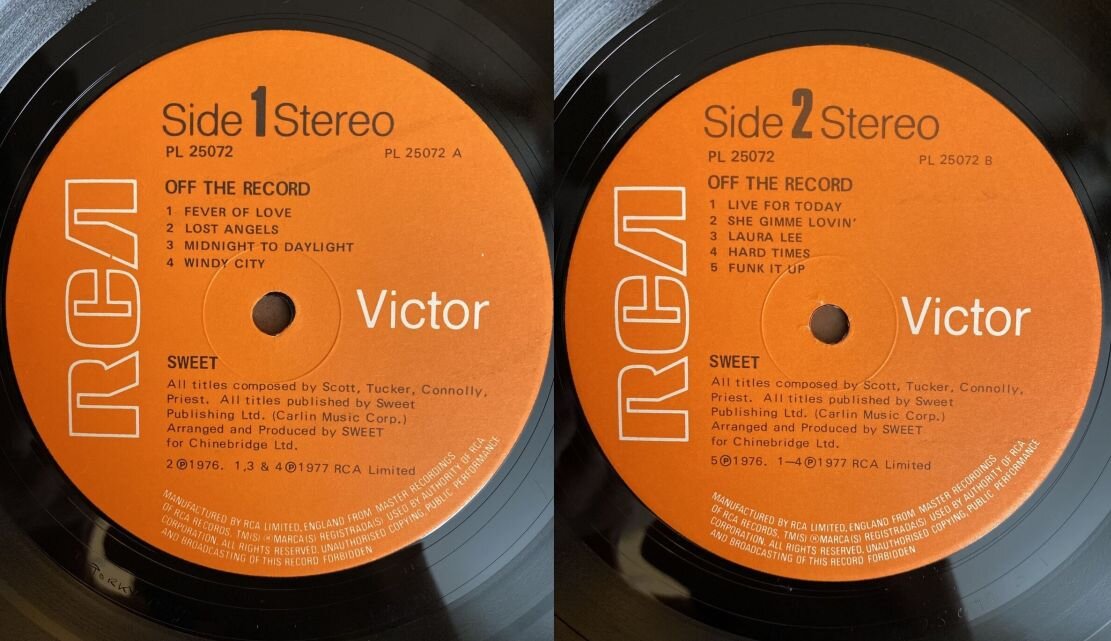 Side 1 Stereo
PL 25072
PL 25072 A
OFF THE RECORD
1 FEVER OF LOVE
2 LOST ANGELS
3 MIDNIGHT TO DAYLIGHT
4 WINDY CITY
RCA
Victor
SWEET
All titles composed by Scott, Tucker, Connolly,
Priest. All titles published by Sweet
Publishing Ltd. (Carlin Music Corp.)
Arranged and Produced by SWEET
for Chinebridge Ltd.
2 Ⓟ1976. 1,3 & 4Ⓟ1977 RCA Limited
MANUFACTURED BY RCA LIMITED, ENGLAND FROM MASTER RECORDINGS
OF RCA RECORDS. TM(S) ® MARCA(S) REGISTRADA(S) USED BY AUTHORITY OF RCA
CORPORATION. ALL RIGHTS RESERVED. UNAUTHORISED COPYING, PUBLIC PERFORMANCE
AND BROADCASTING OF THIS RECORD FORBIDDEN
Side 2 Stereo
PL 25072
PL 25072 B
OFF THE RECORD
1 LIVE FOR TODAY
2 SHE GIMME LOVIN'
3 LAURA LEE
4 HARD TIMES
5 FUNK IT UP
RCA
Victor
SWEET
All titles composed by Scott, Tucker, Connolly,
Priest. All titles published by Sweet
Publishing Ltd. (Carlin Music Corp.)
Arranged and Produced by SWEET
for Chinebridge Ltd.
5Ⓟ1976. 1—4Ⓟ1977 RCA Limited
MANUFACTURED BY RCA LIMITED, ENGLAND FROM MASTER RECORDINGS
OF RCA RECORDS. TM(S) ® MARCA(S) REGISTRADA(S) USED BY AUTHORITY OF RCA
CORPORATION. ALL RIGHTS RESERVED. UNAUTHORISED COPYING, PUBLIC PERFORMANCE
AND BROADCASTING OF THIS RECORD FORBIDDEN